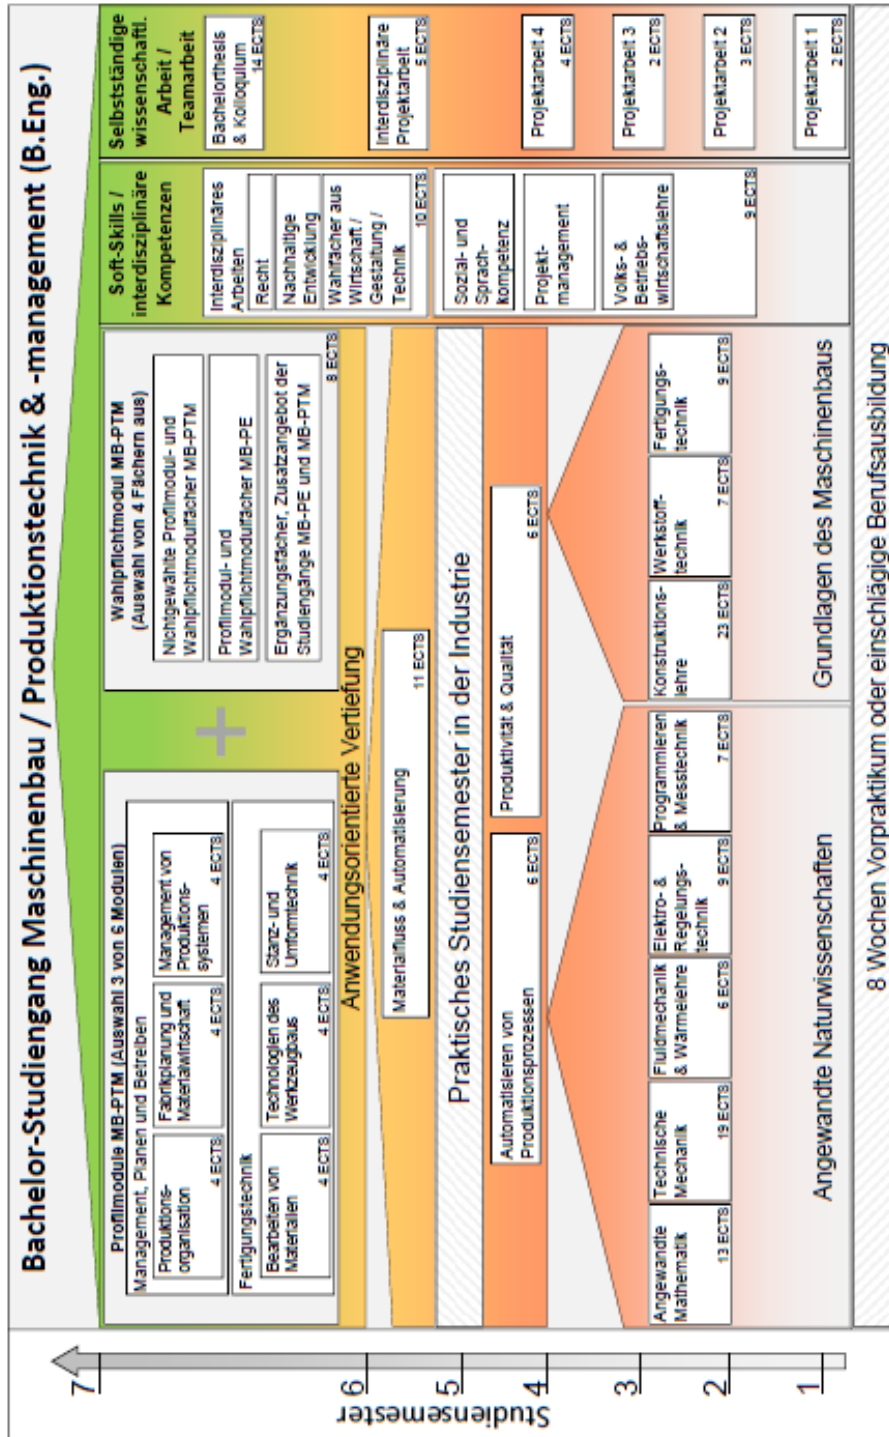 Bachelor-Studiengang Maschinenbau / Produktionstechnik & -management (B.Eng.)
Studiensemester
7
6
5
4
3
2
1
Profilmodule MB-PTM (Auswahl 3 von 6 Modulen)
Management, Planen und Betreiben
Produktions-
organisation
4 ECTS
Fabrikplanung und
Materialwirtschaft
4 ECTS
Management von
Produktions-
systemen
4 ECTS
Fertigungstechnik
Bearbeiten von
Materialien
4 ECTS
Technologien des
Werkzeugbaus
4 ECTS
Stanz- und
Umformtechnik
4 ECTS
+
Wahlpflichtmodul MB-PTM
(Auswahl von 4 Fächern aus)
Nichtgewählte Profilmodul- und
Wahlpflichtmodulfächer MB-PTM
Profilmodul- und
Wahlpflichtmodulfächer MB-PE
Ergänzungsfächer, Zusatzangebot der
Studiengänge MB-PE und MB-PTM
8 ECTS
Anwendungsorientierte Vertiefung
Materialfluss & Automatisierung
11 ECTS
Praktisches Studiensemester in der Industrie
Automatisieren von
Produktionsprozessen
6 ECTS
Produktivität & Qualität
6 ECTS
Angewandte
Mathematik
13 ECTS
Technische
Mechanik
19 ECTS
Fluidmechanik
& Wärmelehre
6 ECTS
Elektro- &
Regelungs-
technik
9 ECTS
Programmieren
& Messtechnik
7 ECTS
Konstruktions-
lehre
23 ECTS
Werkstoff-
technik
7 ECTS
Fertigungs-
technik
9 ECTS
Angewandte Naturwissenschaften
Grundlagen des Maschinenbaus
Soft-Skills /
interdisziplinäre
Kompetenzen
Interdisziplinäres
Arbeiten
Recht
Nachhaltige
Entwicklung
Wahlfächer aus
Wirtschaft /
Gestaltung /
Technik
10 ECTS
Sozial- und
Sprach-
kompetenz
Projekt-
management
Volks- &
Betriebs-
wirtschaftslehre
9 ECTS
Selbstständige
wissenschaftl.
Arbeit /
Teamarbeit
Bachelorthesis
& Kolloquium
14 ECTS
Interdisziplinäre
Projektarbeit
5 ECTS
Projektarbeit 4
4 ECTS
Projektarbeit 3
2 ECTS
Projektarbeit 2
3 ECTS
Projektarbeit 1
2 ECTS
8 Wochen Vorpraktikum oder einschlägige Berufsausbildung